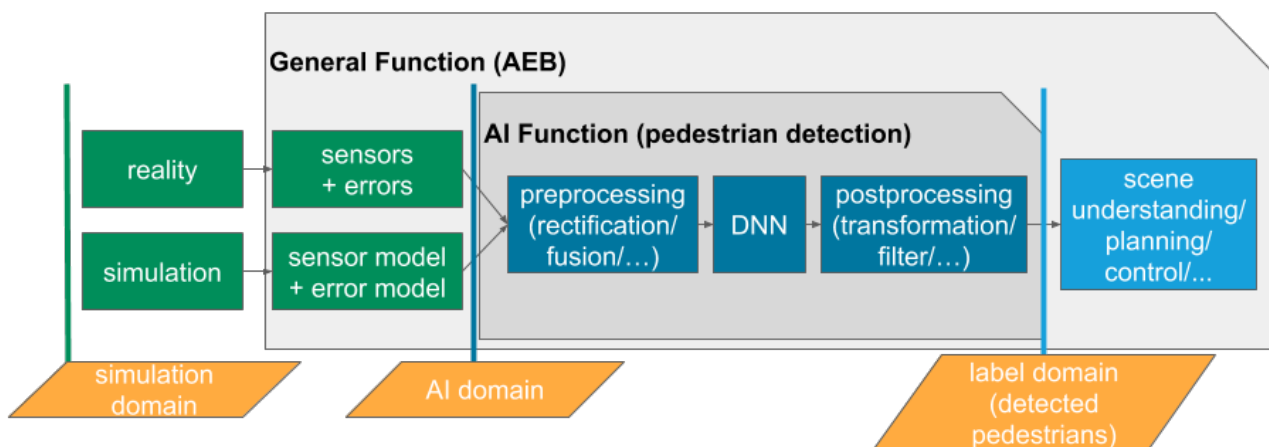 General Function (AEB)
AI Function (pedestrian detection)
reality
sensors
+ errors
simulation
sensor model
+ error model
preprocessing
(rectification/
fusion/…)
DNN
postprocessing
(transformation/
filter/…)
scene
understanding/
planning/
control/...
simulation
domain
AI domain
label domain
(detected
pedestrians)